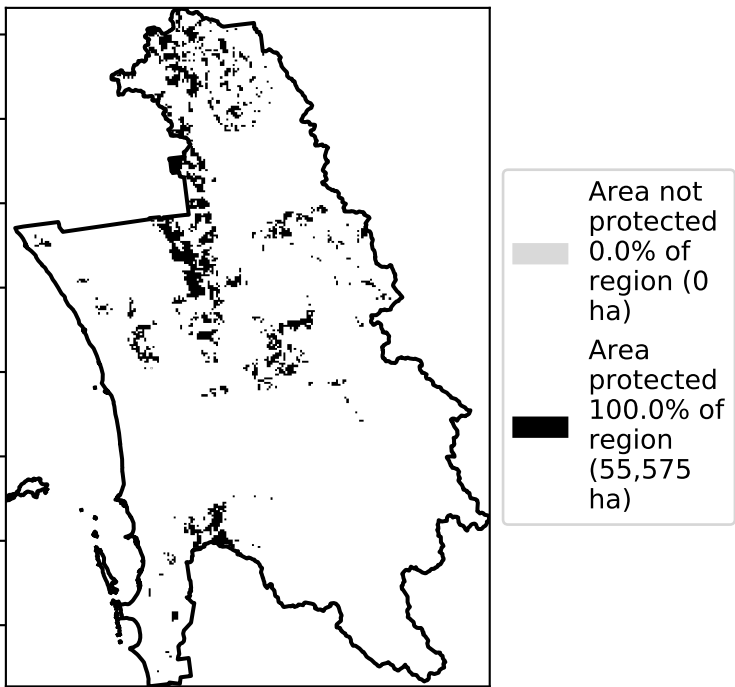 Area not
protected
0.0% of
region (0
ha)
Area
protected
100.0% of
region
(55,575
ha)